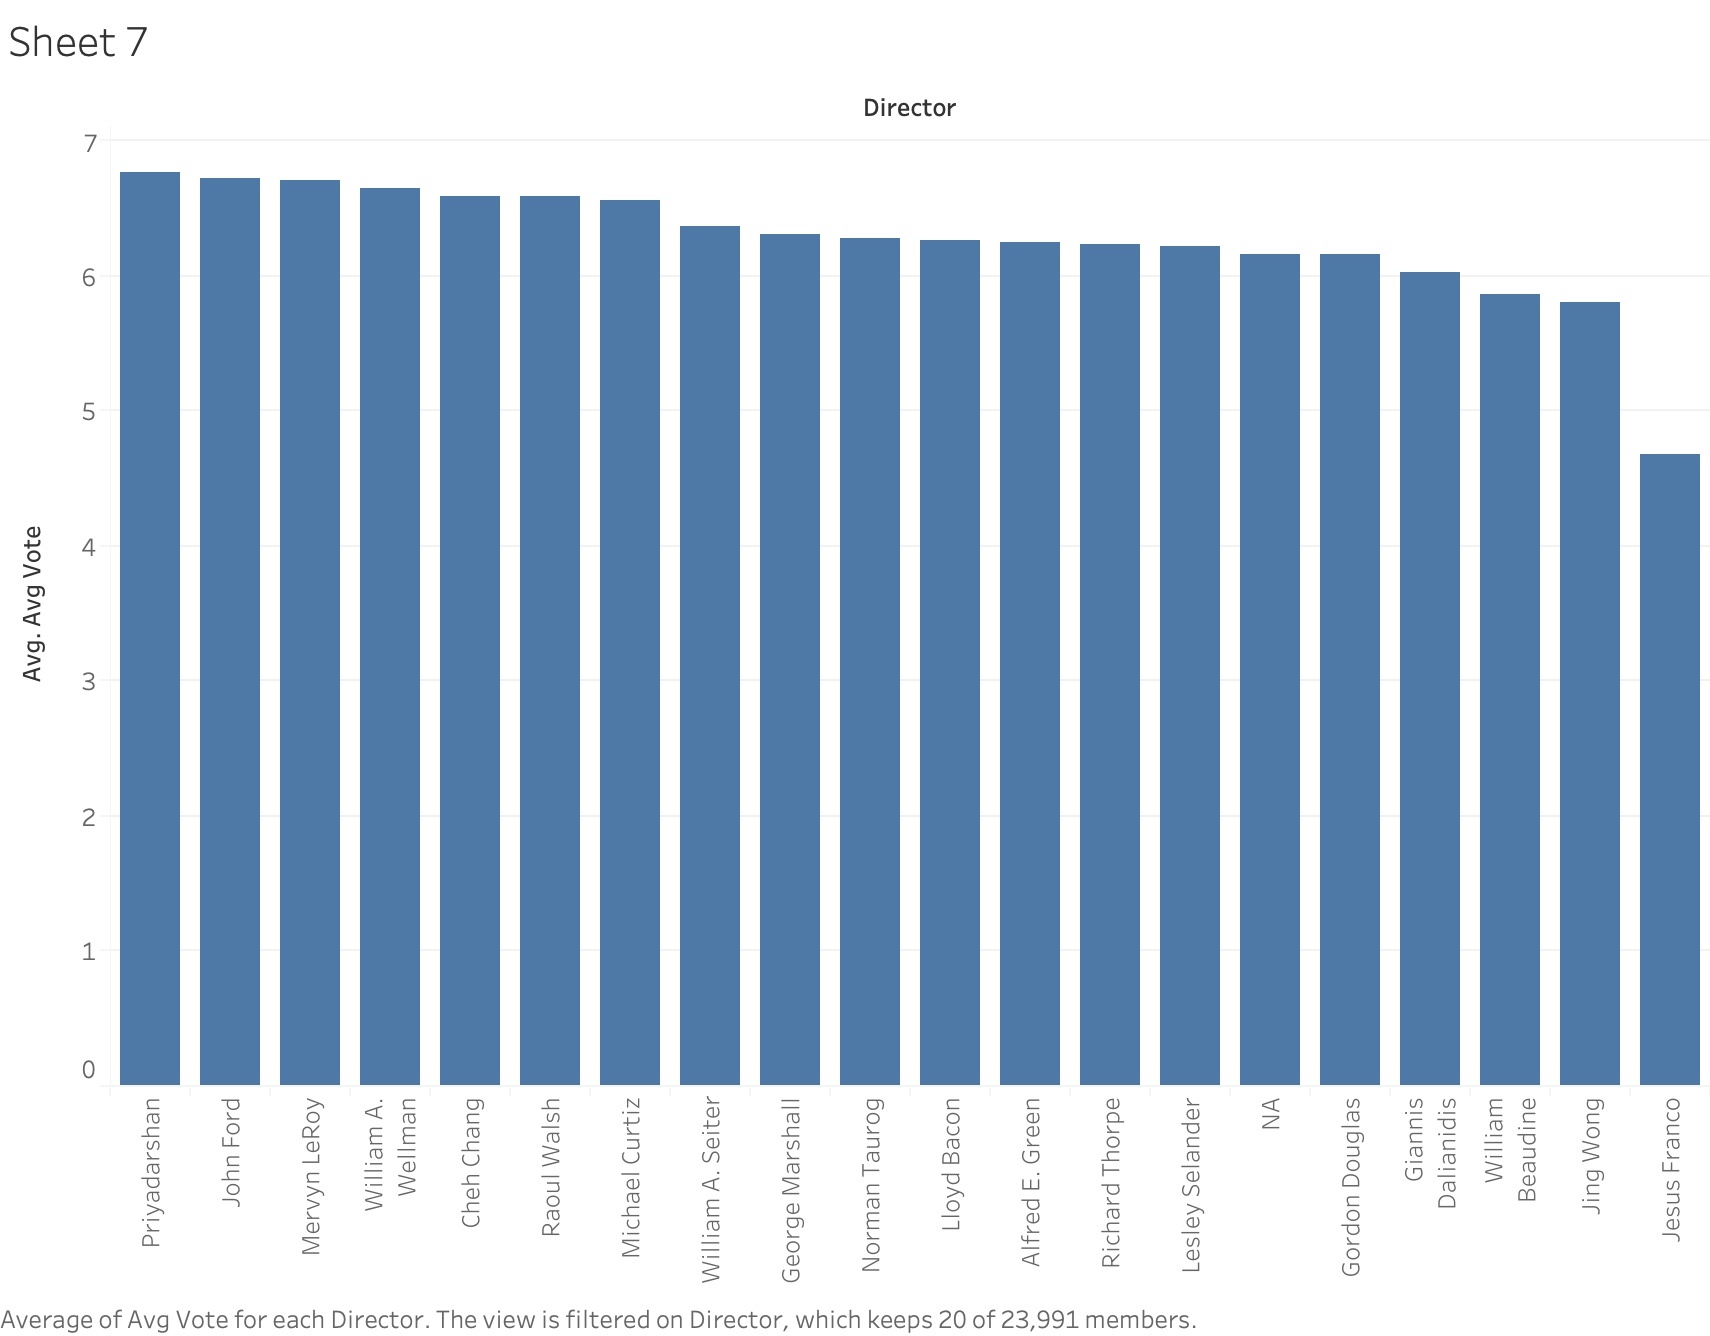 Sheet 7
Director
Avg. Avg Vote
7
6
5
4
3
2
1
0
Priyadarshan
John Ford
Mervyn LeRoy
William A.
Wellman
Cheh Chang
Raoul Walsh
Michael Curtiz
William A. Seiter
George Marshall
Norman Taurog
Lloyd Bacon
Alfred E. Green
Richard Thorpe
Lesley Selander
NA
Gordon Douglas
Giannis
Dalianidis
William
Beaudine
Jing Wong
Jesus Franco
Average of Avg Vote for each Director. The view is filtered on Director, which keeps 20 of 23,991 members.